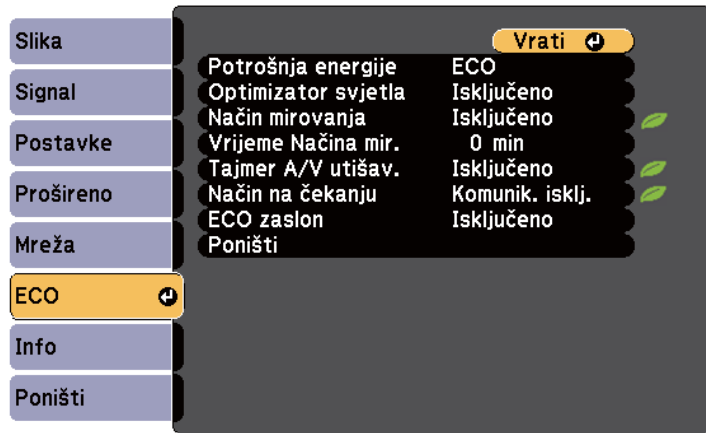 Slika
Signal
Postavke
Prošireno
Mreža
ECO
Info
Poništi
Vrati
Potrošnja energije ECO
Optimizator svjetla Isključeno
Način mirovanja Isključeno
Vrijeme Načina mir. 0 min
Tajmer A/V utišav. Isključeno
Način na čekanju Komunik. isklj.
ECO zaslon Isključeno
Poništi